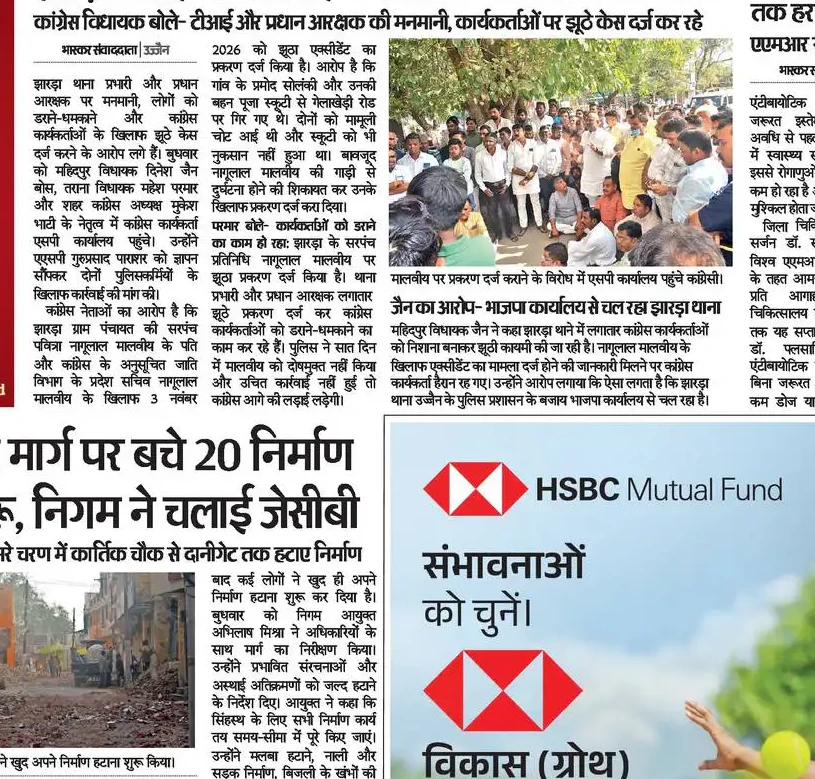 कांग्रेस विधायक बोले- टीआई और प्रधान आरक्षक की मनमानी, कार्यकर्ताओं पर झूठे केस दर्ज कर रहे
भास्कर संवाददाता | उज्जैन
झारड़ा थाना प्रभारी और प्रधान
आरक्षक पर मनमानी, लोगों को
डराने-धमकाने और कांग्रेस
कार्यकर्ताओं के खिलाफ झूठे केस
दर्ज करने के आरोप लगे हैं। बुधवार
को महिदपुर विधायक दिनेश जैन
बोस, तराना विधायक महेश परमार
और शहर कांग्रेस अध्यक्ष मुकेश
भाटी के नेतृत्व में कांग्रेस कार्यकर्ता
एसपी कार्यालय पहुंचे। उन्होंने
एएसपी गुरुप्रसाद पाराशर को ज्ञापन
सौंपकर दोनों पुलिसकर्मियों के
खिलाफ कार्रवाई की मांग की।
कांग्रेस नेताओं का आरोप है कि
झारड़ा ग्राम पंचायत की सरपंच
पवित्रा नागूलाल मालवीय के पति
और कांग्रेस के अनुसूचित जाति
विभाग के प्रदेश सचिव नागूलाल
मालवीय के खिलाफ 3 नवंबर
2026 को झूठा एक्सीडेंट का
प्रकरण दर्ज किया है। आरोप है कि
गांव के प्रमोद सोलंकी और उनकी
बहन पूजा स्कूटी से गेलाखेड़ी रोड
पर गिर गए थे। दोनों को मामूली
चोट आई थी और स्कूटी को भी
नुकसान नहीं हुआ था। बावजूद
नागूलाल मालवीय की गाड़ी से
दुर्घटना होने की शिकायत कर उनके
खिलाफ प्रकरण दर्ज करा दिया।
परमार बोले- कार्यकर्ताओं को डराने
का काम हो रहा: झारड़ा के सरपंच
प्रतिनिधि नागूलाल मालवीय पर
झूठा प्रकरण दर्ज किया है। थाना
प्रभारी और प्रधान आरक्षक लगातार
झूठे प्रकरण दर्ज कर कांग्रेस
कार्यकर्ताओं को डराने-धमकाने का
काम कर रहे हैं। पुलिस ने सात दिन
में मालवीय को दोषमुक्त नहीं किया
और उचित कार्रवाई नहीं हुई तो
कांग्रेस आगे की लड़ाई लड़ेगी।
मालवीय पर प्रकरण दर्ज कराने के विरोध में एसपी कार्यालय पहुंचे कांग्रेसी।
जैन का आरोप- भाजपा कार्यालय से चल रहा झारड़ा थाना
महिदपुर विधायक जैन ने कहा झारड़ा थाने में लगातार कांग्रेस कार्यकर्ताओं
को निशाना बनाकर झूठी कायमी की जा रही है। नागूलाल मालवीय के
खिलाफ एक्सीडेंट का मामला दर्ज होने की जानकारी मिलने पर कांग्रेस
कार्यकर्ता हैरान रह गए। उन्होंने आरोप लगाया कि ऐसा लगता है कि झारड़ा
थाना उज्जैन के पुलिस प्रशासन के बजाय भाजपा कार्यालय से चल रहा है।
तक हर
एएमआर
भास्कर सं
एंटीबायोटिक
जरूरत इस्ते
अवधि से पह
में स्वास्थ्य स
इससे रोगाणुओं
कम हो रहा है
मुश्किल होता ज
जिला चिकि
सर्जन डॉ. स
विश्व एएमआ
के तहत आम
प्रति आगाह
चिकित्सालय
तक यह सप्ता
डॉ. पलसा
एंटीबायोटिक
बिना जरूरत
कम डोज या
मार्ग पर बचे 20 निर्माण
रू, निगम ने चलाई जेसीबी
सरे चरण में कार्तिक चौक से दानीगेट तक हटाए निर्माण
ने खुद अपने निर्माण हटाना शुरू किया।
बाद कई लोगों ने खुद ही अपने
निर्माण हटाना शुरू कर दिया है।
बुधवार को निगम आयुक्त
अभिलाष मिश्रा ने अधिकारियों के
साथ मार्ग का निरीक्षण किया।
उन्होंने प्रभावित संरचनाओं और
अस्थाई अतिक्रमणों को जल्द हटाने
के निर्देश दिए। आयुक्त ने कहा कि
सिंहस्थ के लिए सभी निर्माण कार्य
तय समय-सीमा में पूरे किए जाएं।
उन्होंने मलबा हटाने, नाली और
सड़क निर्माण, बिजली के खंभों की
HSBC Mutual Fund
संभावनाओं
को चुनें।
विकास (ग्रोथ)